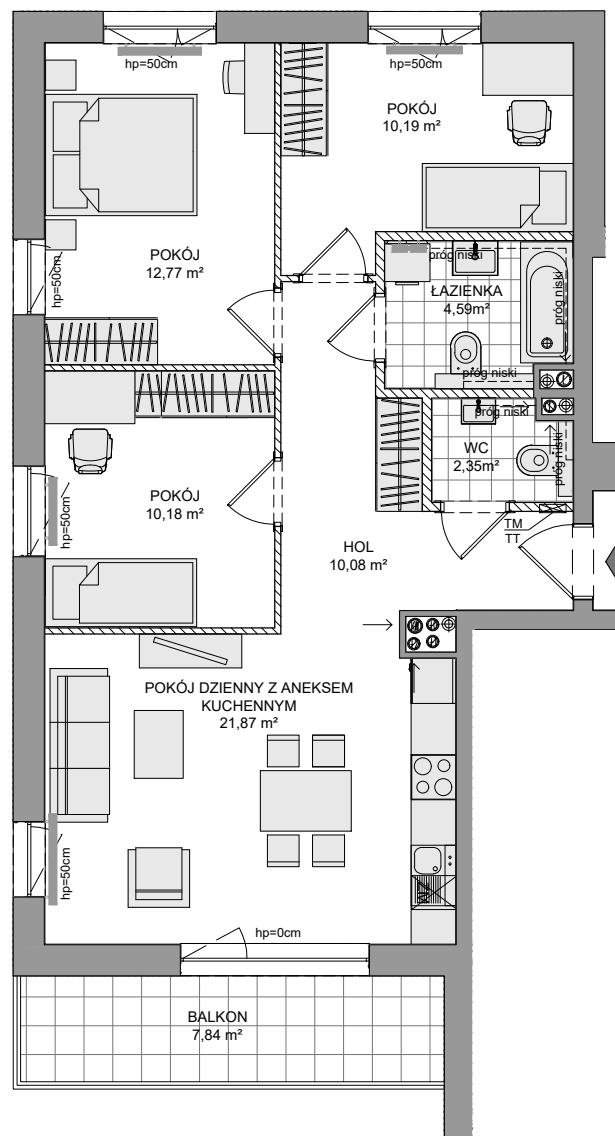 hp=50cm
hp=50cm
POKÓJ
10,19 m²
POKÓJ
12,77 m²
hp=50cm
próg niski
ŁAZIENKA
4,59m²
próg niski
próg niski
próg niski
WC
2,35m²
próg niski
POKÓJ
10,18 m²
hp=50cm
TM
TT
HOL
10,08 m²
POKÓJ DZIENNY Z ANEKSEM
KUCHENNYM
21,87 m²
hp=50cm
hp=0cm
BALKON
7,84 m²